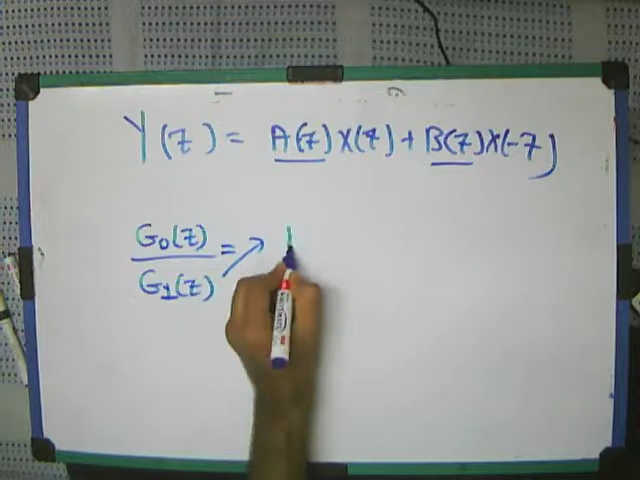 Y(z) = A(z)X(z) + B(z)X(-z)
G₀(z)
G₁(z) =